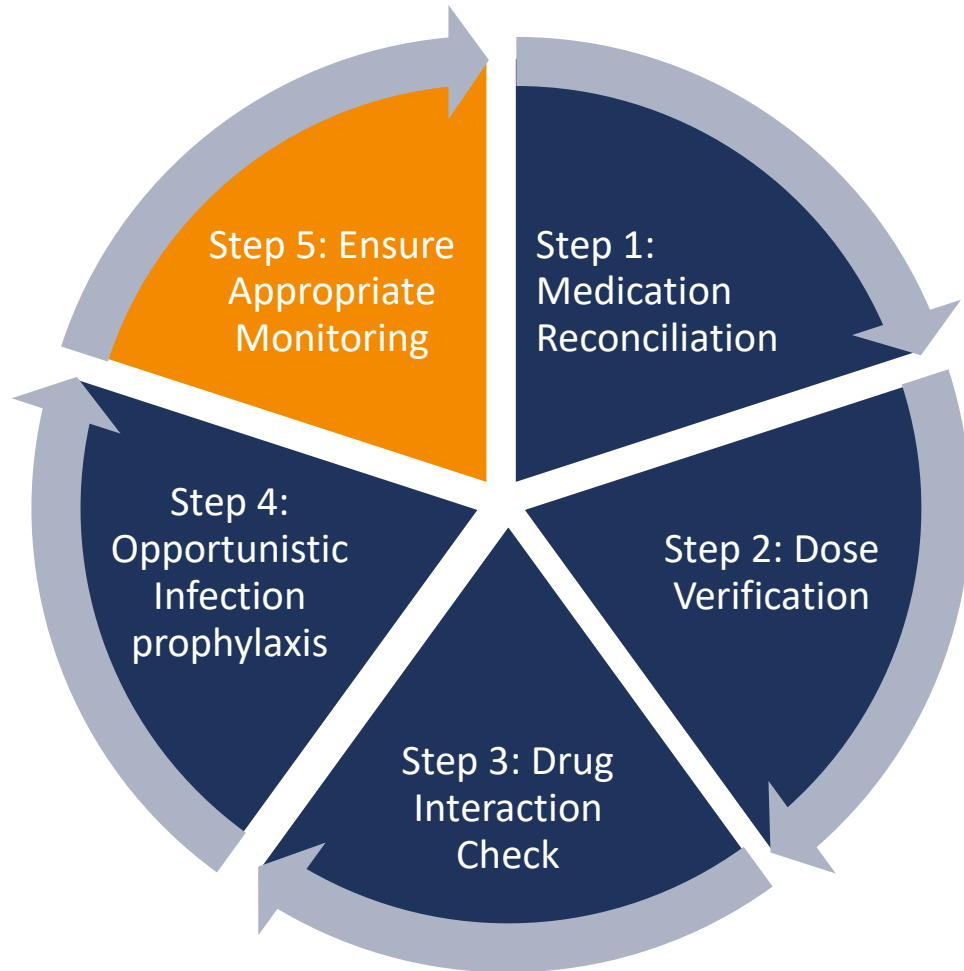 Step 1:
Medication
Reconciliation
Step 2: Dose
Verification
Step 3: Drug
Interaction
Check
Step 4:
Opportunistic
Infection
prophylaxis
Step 5: Ensure
Appropriate
Monitoring